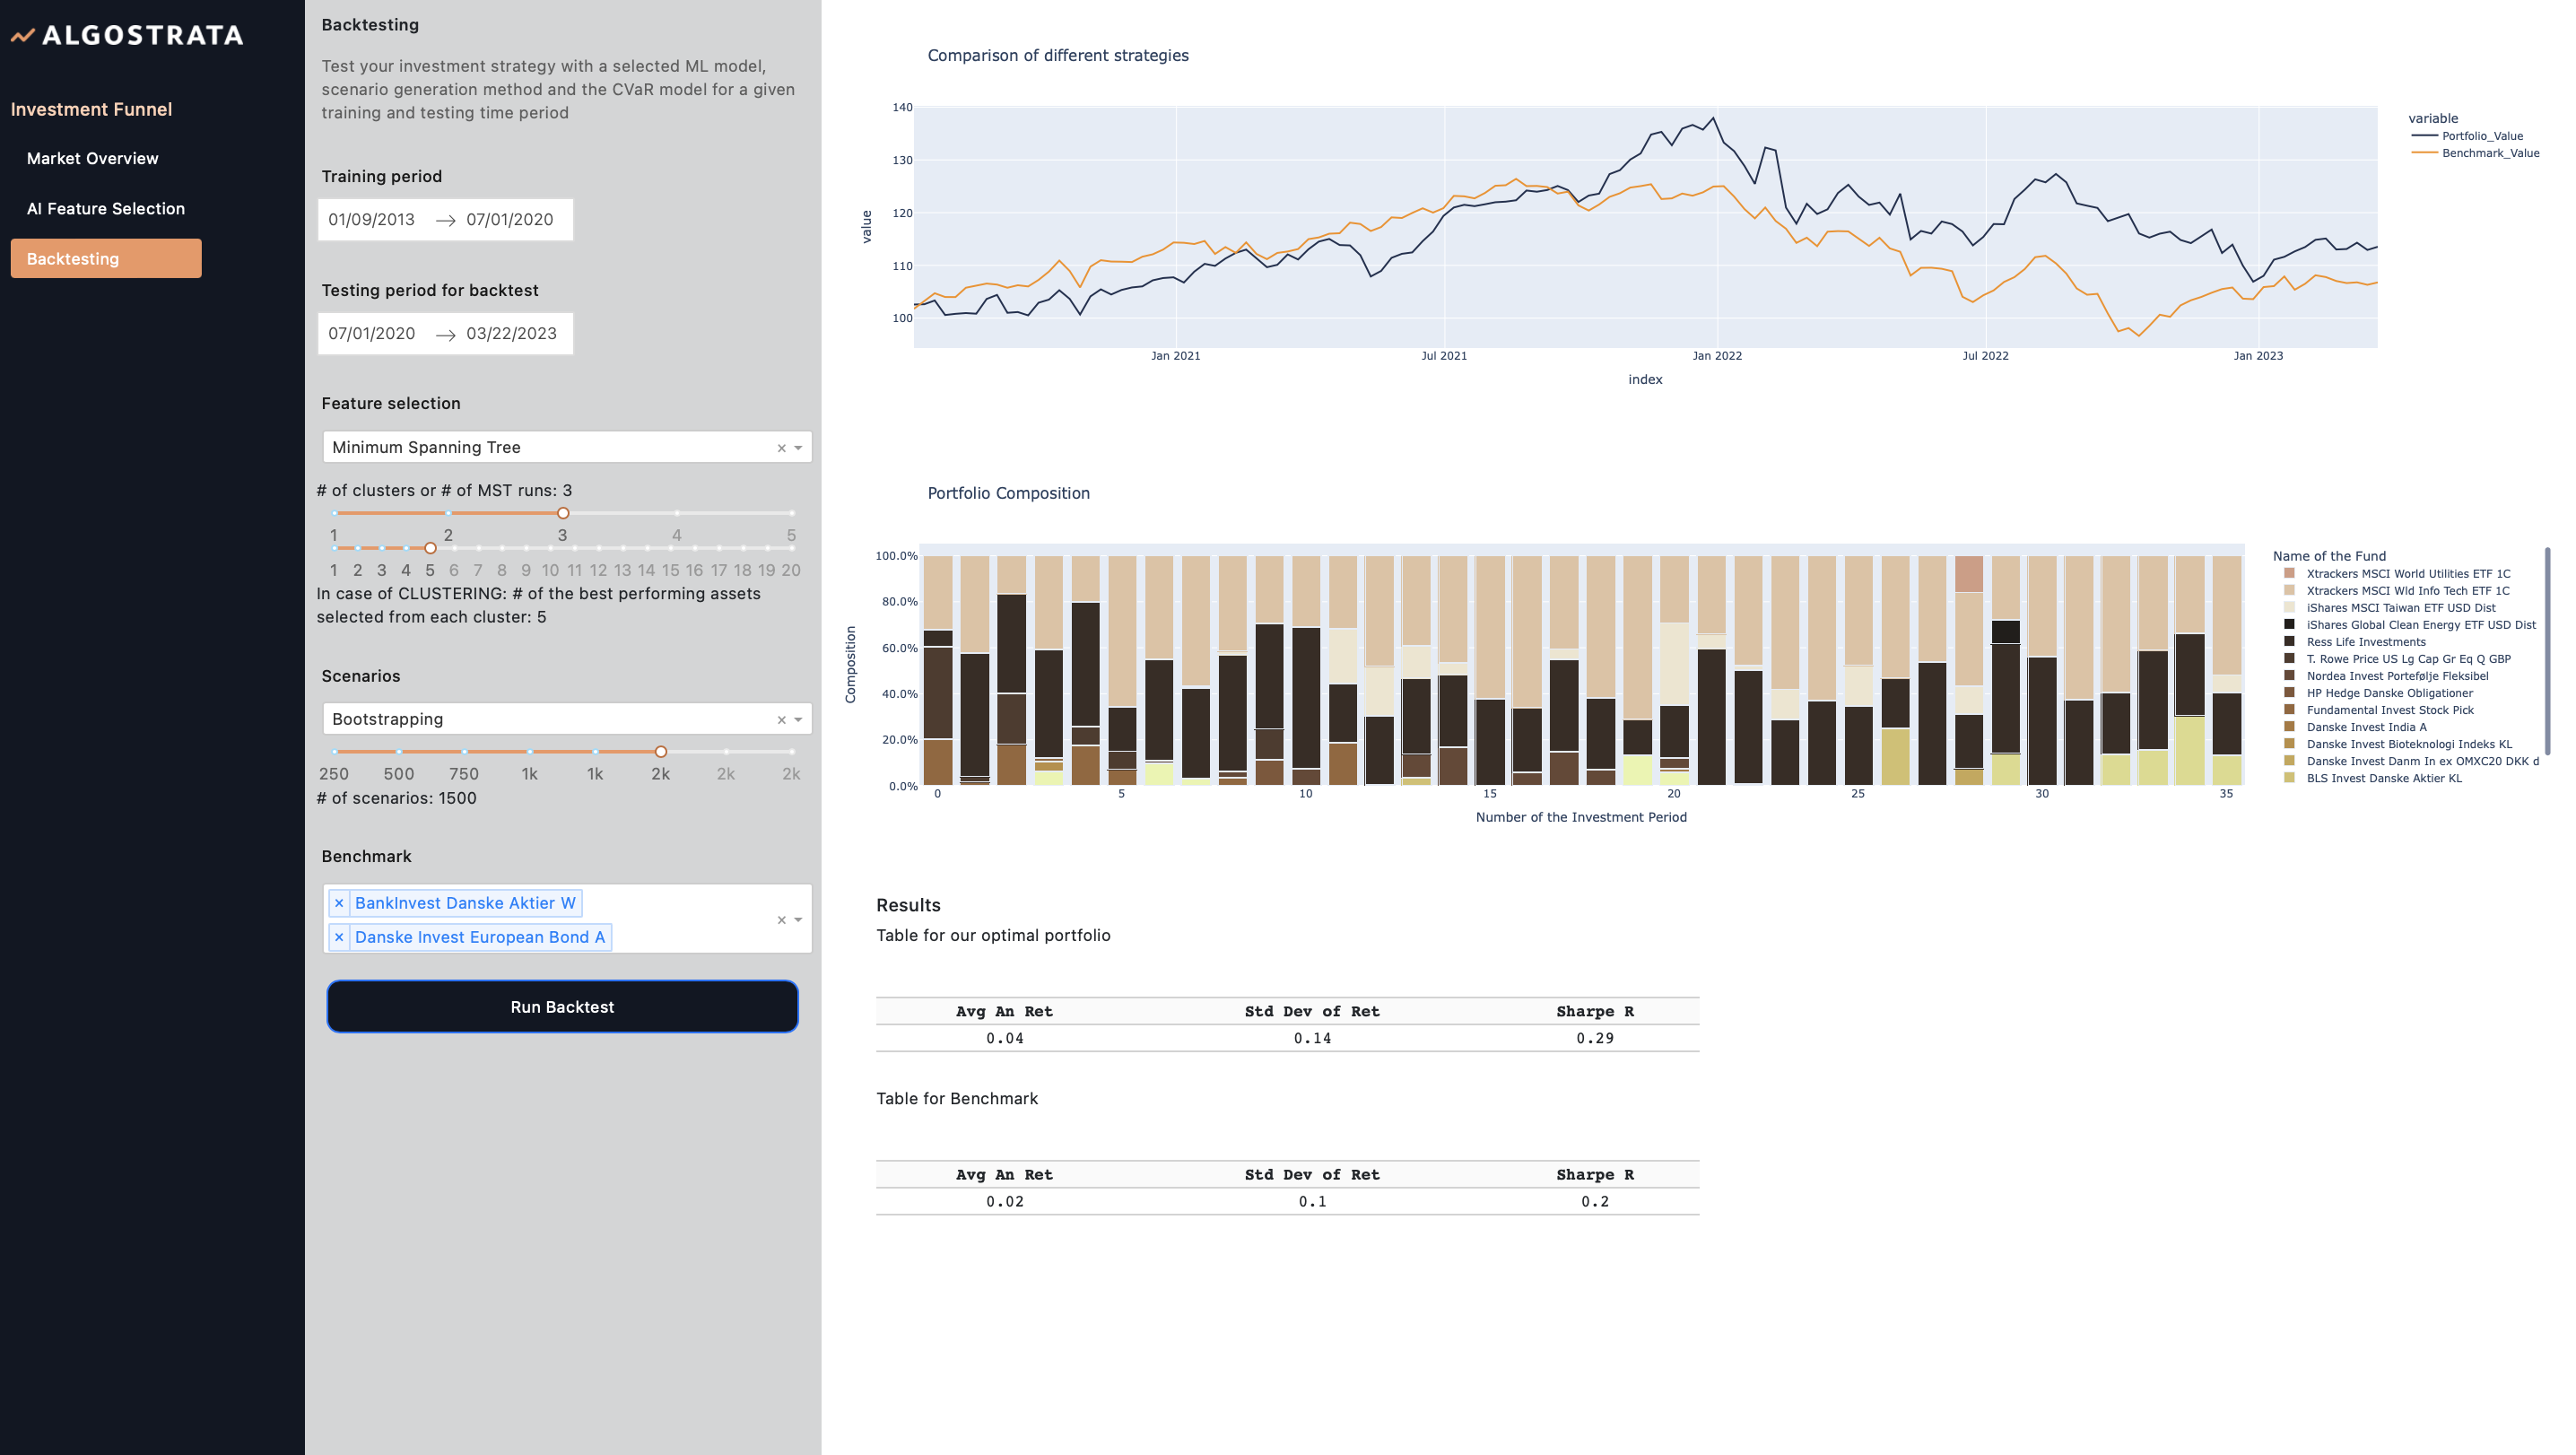 ALGOSTRATA
Investment Funnel
Market Overview
AI Feature Selection
Backtesting
Backtesting
Test your investment strategy with a selected ML model,
scenario generation method and the CVaR model for a given
training and testing time period
Training period
01/09/2013 → 07/01/2020
Testing period for backtest
07/01/2020 → 03/22/2023
Feature selection
Minimum Spanning Tree
# of clusters or # of MST runs: 3
1 2 3 4 5
1 2 3 4 5 6 7 8 9 10 11 12 13 14 15 16 17 18 19 20
In case of CLUSTERING: # of the best performing assets
selected from each cluster: 5
Scenarios
Bootstrapping
250 500 750 1k 1k 2k 2k 2k
# of scenarios: 1500
Benchmark
× BankInvest Danske Aktier W
× Danske Invest European Bond A
Run Backtest
Comparison of different strategies
140
130
120
110
100
value
Jan 2021 Jul 2021 Jan 2022 Jul 2022 Jan 2023
index
variable
Portfolio_Value
Benchmark_Value
Portfolio Composition
100.0%
80.0%
60.0%
40.0%
20.0%
0.0%
Composition
0 5 10 15 20 25 30 35
Number of the Investment Period
Name of the Fund
Xtrackers MSCI World Utilities ETF 1C
Xtrackers MSCI Wld Info Tech ETF 1C
iShares MSCI Taiwan ETF USD Dist
iShares Global Clean Energy ETF USD Dist
Ress Life Investments
T. Rowe Price US Lg Cap Gr Eq Q GBP
Nordea Invest Portefølje Fleksibel
HP Hedge Danske Obligationer
Fundamental Invest Stock Pick
Danske Invest India A
Danske Invest Bioteknologi Indeks KL
Danske Invest Danm In ex OMXC20 DKK d
BLS Invest Danske Aktier KL
Results
Table for our optimal portfolio
Avg An Ret Std Dev of Ret Sharpe R
0.04 0.14 0.29
Table for Benchmark
Avg An Ret Std Dev of Ret Sharpe R
0.02 0.1 0.2